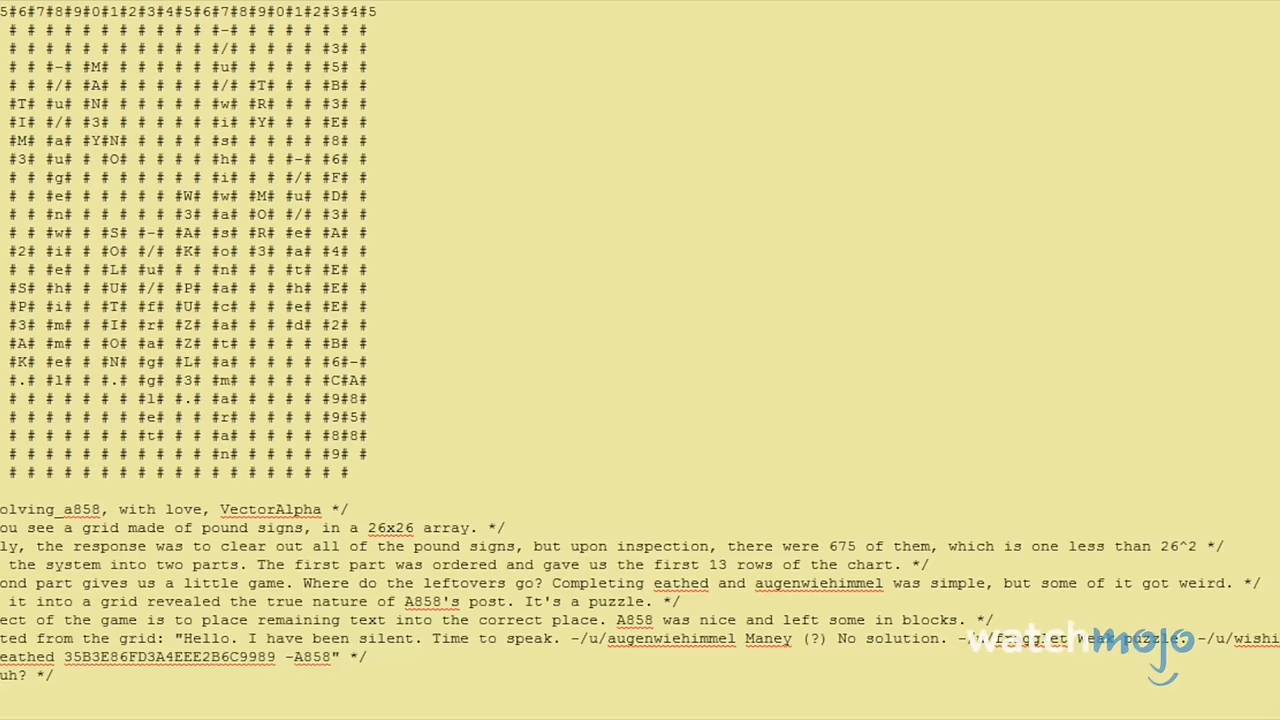 5#6#7#8#9#0#1#2#3#4#5#6#7#8#9#0#1#2#3#4#5
# # # # # # # # # # # #-# # # # # # # #
# # # # # # # # # # # #/# # # # # #3# #
# # #-# #M# # # # # # #u# # # # # #5# #
# # #/# #A# # # # # # #/# #T# # # #B# #
#T# #u# #N# # # # # # #w# #R# # # #3# #
#I# #/# #3# # # # # # #i# #Y# # # #E# #
#M# #a# #Y#N# # # # # #s# # # # # #8# #
#3# #u# # #O# # # # # #h# # # #-# #6# #
# # #g# # # # # # # # #i# # # #/# #F# #
# # #e# # # # # # #W# #w# #M# #u# #D# #
# # #n# # # # # # #3# #a# #O# #/# #3# #
# # #w# # #S# #-# #A# #s# #R# #e# #A# #
#2# #i# # #O# #/# #K# #o# #3# #a# #4# #
# # #e# # #L# #u# # # #n# # # #t# #E# #
#S# #h# # #U# #/# #P# #a# # # #h# #E# #
#P# #i# # #T# #f# #U# #c# # # #e# #E# #
#3# #m# # #I# #r# #Z# #a# # # #d# #2# #
#A# #m# # #O# #a# #Z# #t# # # # # #B# #
#K# #e# # #N# #g# #L# #a# # # # # #6#-#
#.# #l# # #.# #g# #3# #m# # # # # #C#A#
# # # # # # # #l# #.# #a# # # # # #9#8#
# # # # # # # #e# # # #r# # # # # #9#5#
# # # # # # # #t# # # #a# # # # # #8#8#
# # # # # # # # # # # #n# # # # # #9# #
# # # # # # # # # # # # # # # # # # #
olving_a858, with love, VectorAlpha */
ou see a grid made of pound signs, in a 26x26 array. */
ly, the response was to clear out all of the pound signs, but upon inspection, there were 675 of them, which is one less than 26^2 */
the system into two parts. The first part was ordered and gave us the first 13 rows of the chart. */
ond part gives us a little game. Where do the leftovers go? Completing eathed and augenwiehimmel was simple, but some of it got weird. */
it into a grid revealed the true nature of A858's post. It's a puzzle. */
ect of the game is to place remaining text into the correct place. A858 was nice and left some in blocks. */
ted from the grid: "Hello. I have been silent. Time to speak. -/u/augenwiehimmel Maney (?) No solution. -/u/fragglet Weak puzzle. -/u/wishi
eathed 35B3E86FD3A4EEE2B6C9989 -A858" */
uh? */
watchmojo